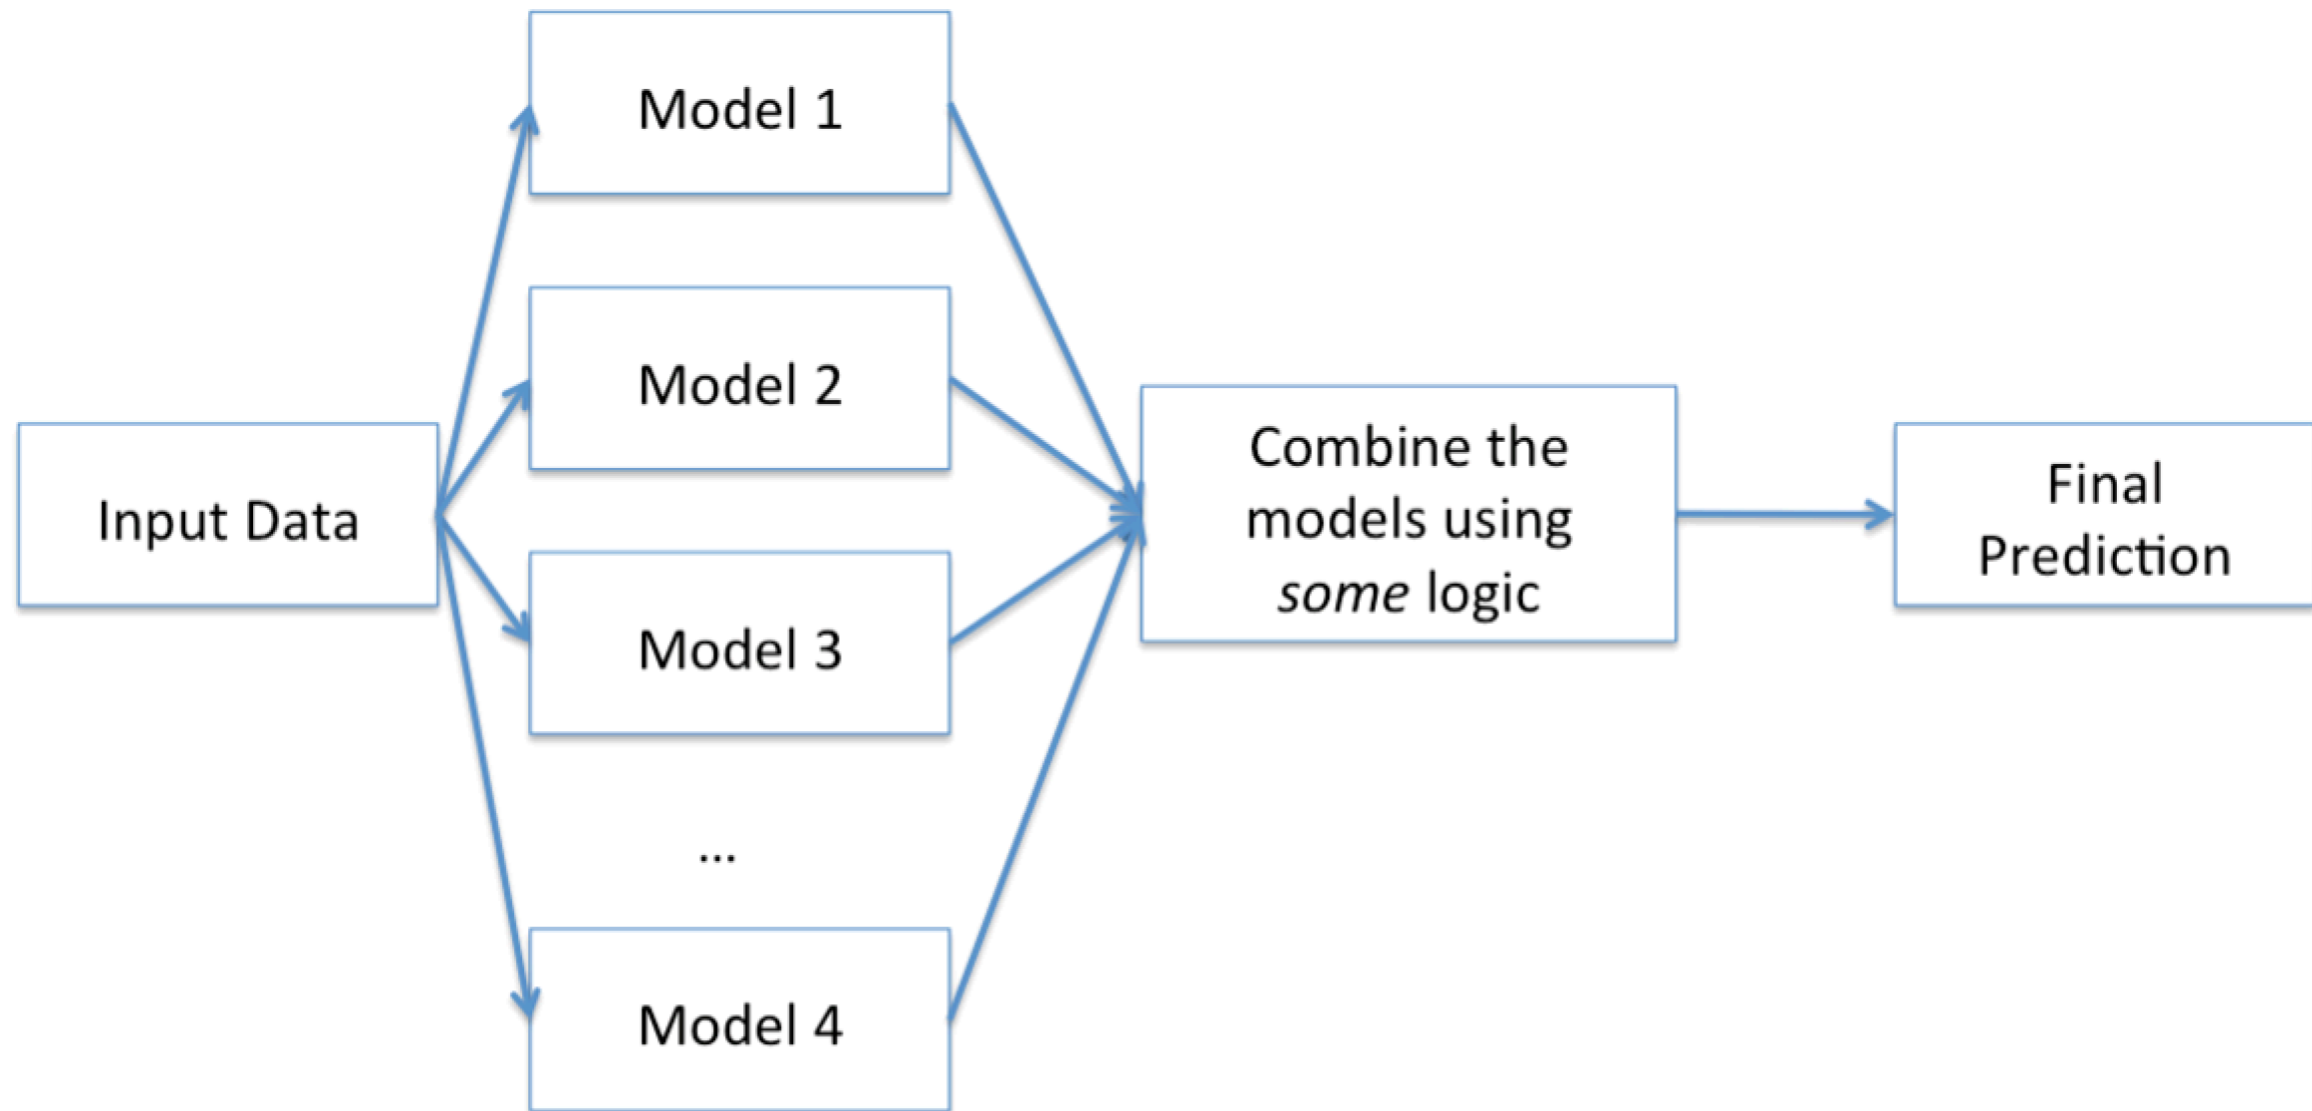 Input Data
Model 1
Model 2
Model 3
...
Model 4
Combine the
models using
some logic
Final
Prediction